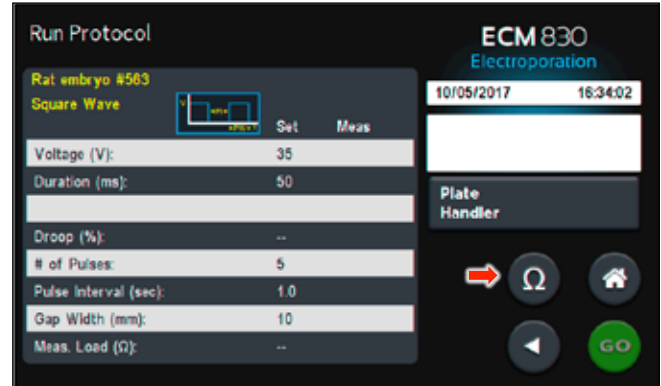 Run Protocol
ECM 830
Electroporation
Rat embryo #563
Square Wave
Set Meas
10/05/2017 16:34:02
Voltage (V): 35
Duration (ms): 50
Plate
Handler
Droop (%): --
# of Pulses: 5
Pulse Interval (sec): 1.0
Gap Width (mm): 10
Meas. Load (Ω): --
Ω
GO